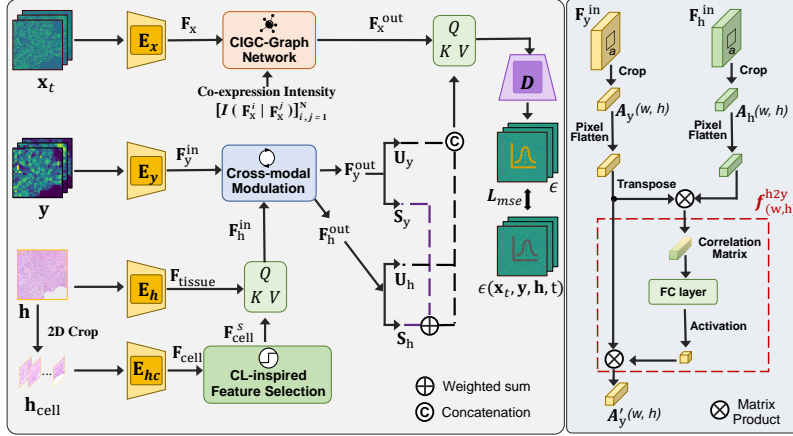 x_t
E_x
F_x
CIGC-Graph
Network
F_x^out
Q
K V
D
Co-expression Intensity
[I ( F_x^i | F_x^j )]_{i,j=1}^N
y
E_y
F_y^in
Cross-modal
Modulation
F_y^out
U_y
S_y
C
ϵ
L_mse
ϵ(x_t, y, h, t)
F_h^in
F_h^out
U_h
S_h
h
E_h
F_tissue
Q
K V
2D Crop
F_cell^s
h_cell
...
E_hc
F_cell
CL-inspired
Feature Selection
Weighted sum
C Concatenation
F_y^in
F_h^in
a
a
Crop
Crop
A_y(w, h)
A_h(w, h)
Pixel
Flatten
Pixel
Flatten
Transpose
f_(w,h)^h2y
Correlation
Matrix
FC layer
Activation
A'_y(w, h)
Matrix
Product